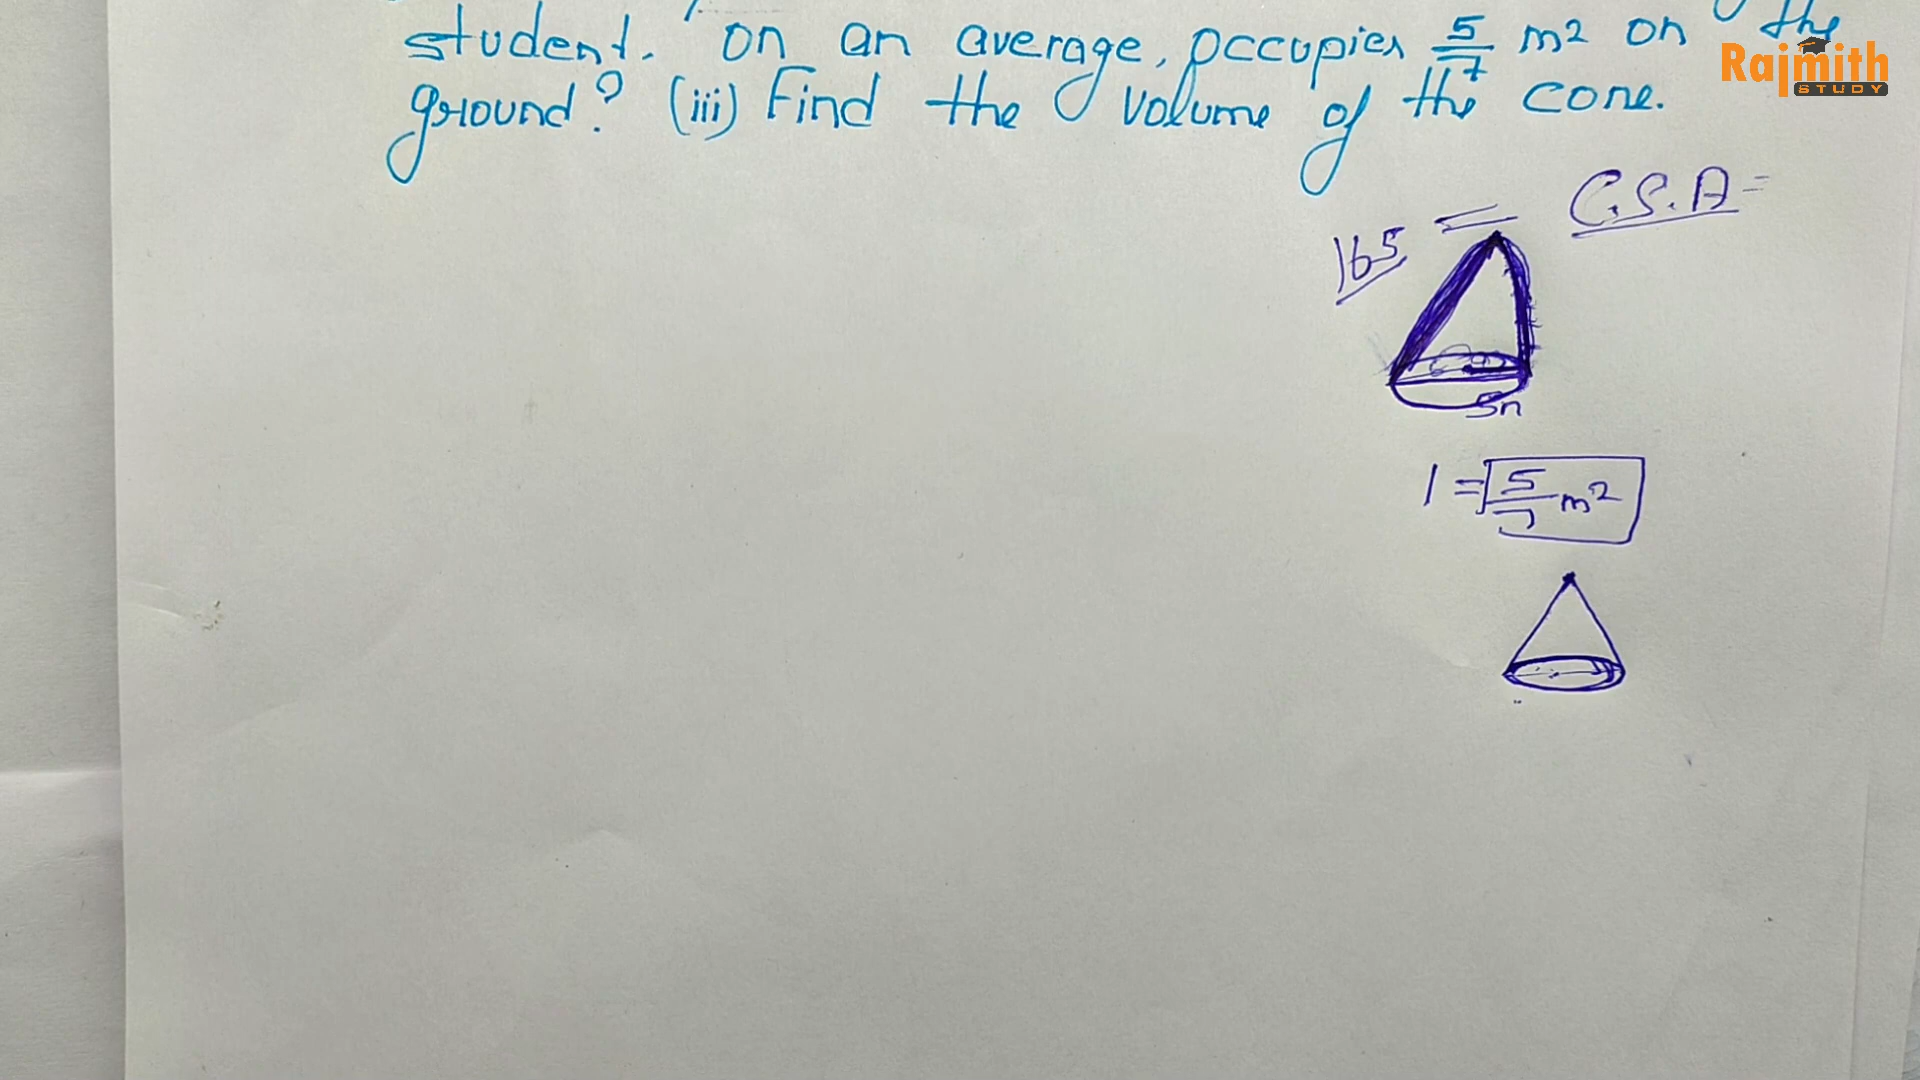 student. on an average, occupies 5/7 m² on the
ground? (iii) Find the volume of the cone.
Rajmith
STUDY
C.S.A =
165
5m
1 = 5/7 m²